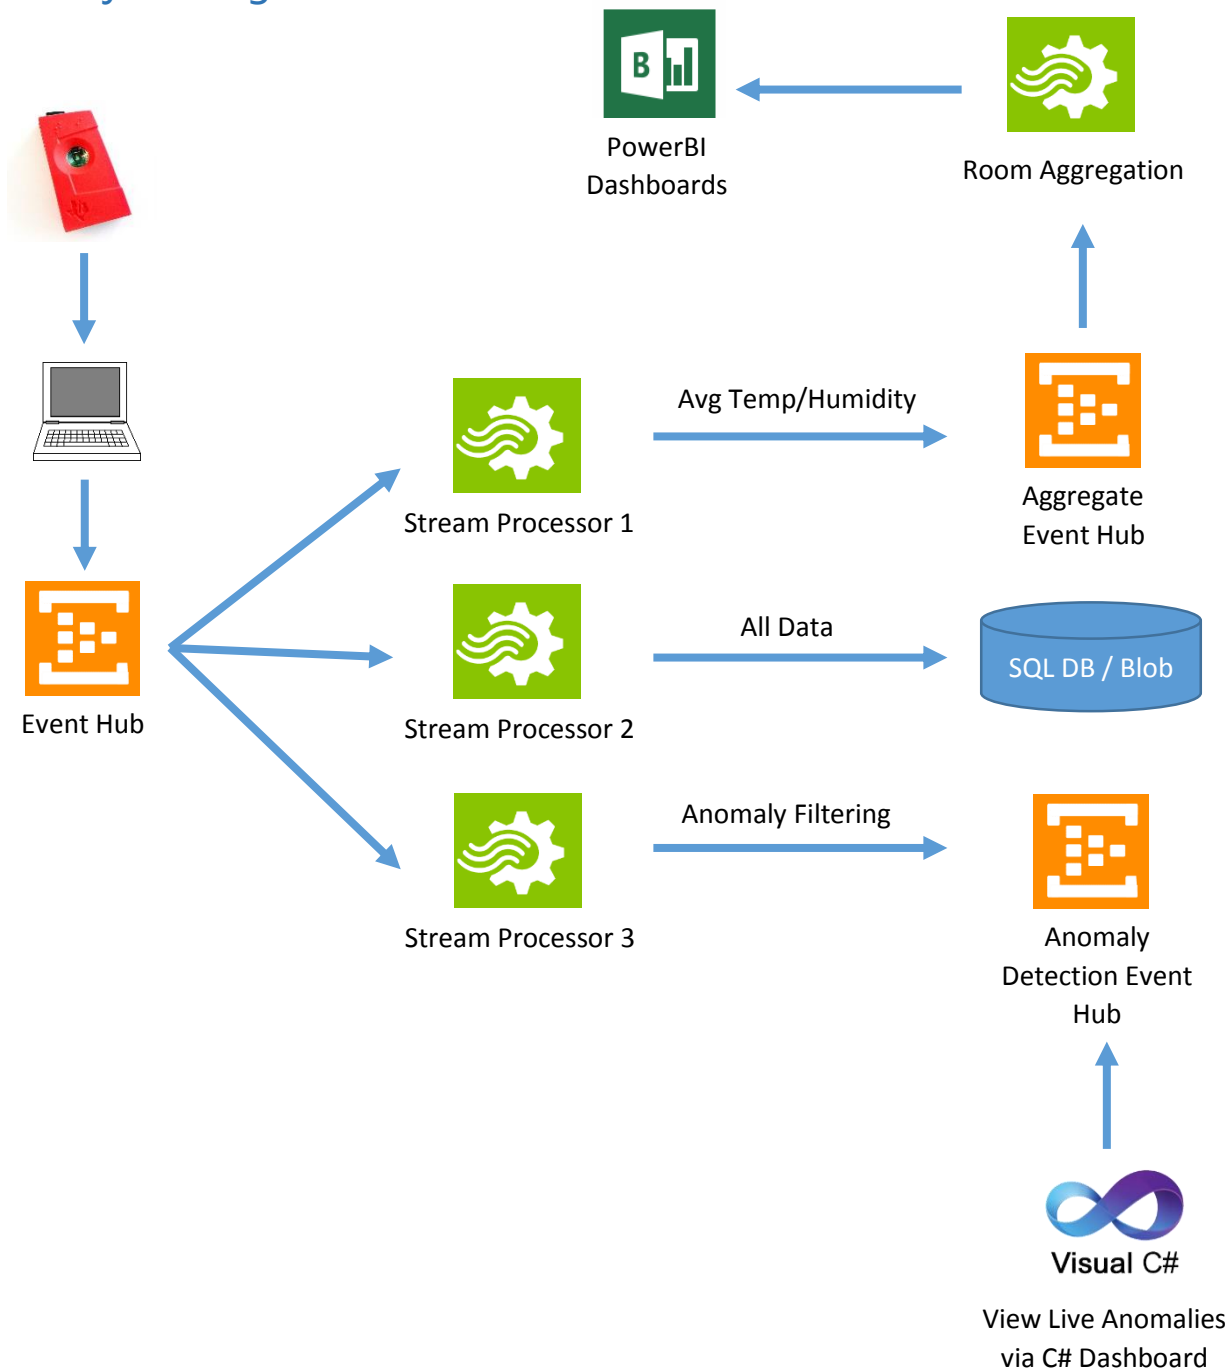 B
PowerBI
Dashboards
Room Aggregation
Avg Temp/Humidity
Stream Processor 1
Aggregate
Event Hub
All Data
SQL DB / Blob
Event Hub
Stream Processor 2
Anomaly Filtering
Stream Processor 3
Anomaly
Detection Event
Hub
Visual C#
View Live Anomalies
via C# Dashboard